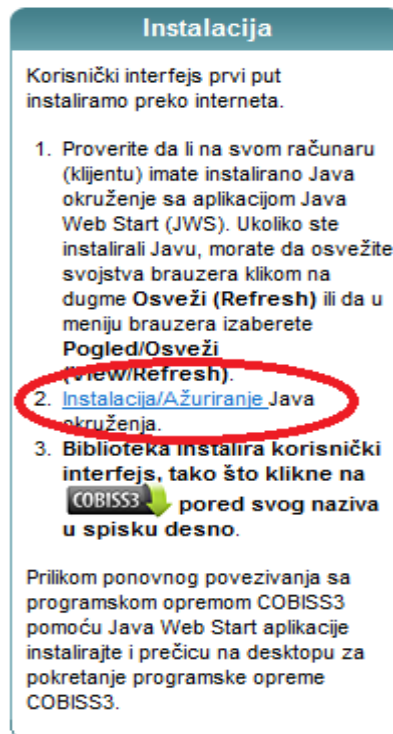 Instalacija
Korisnički interfejs prvi put
instaliramo preko interneta.
1. Proverite da li na svom računaru
(klijentu) imate instalirano Java
okruženje sa aplikacijom Java
Web Start (JWS). Ukoliko ste
instalirali Javu, morate da osvežite
svojstva brauzera klikom na
dugme Osveži (Refresh) ili da u
meniju brauzera izaberete
Pogled/Osveži
(View/Refresh).
2. Instalacija/Ažuriranje Java
okruženja.
3. Biblioteka instalira korisnički
interfejs, tako što klikne na
COBISS3 pored svog naziva
u spisku desno.
Prilikom ponovnog povezivanja sa
programskom opremom COBISS3
pomoću Java Web Start aplikacije
instalirajte i prečicu na desktopu za
pokretanje programske opreme
COBISS3.